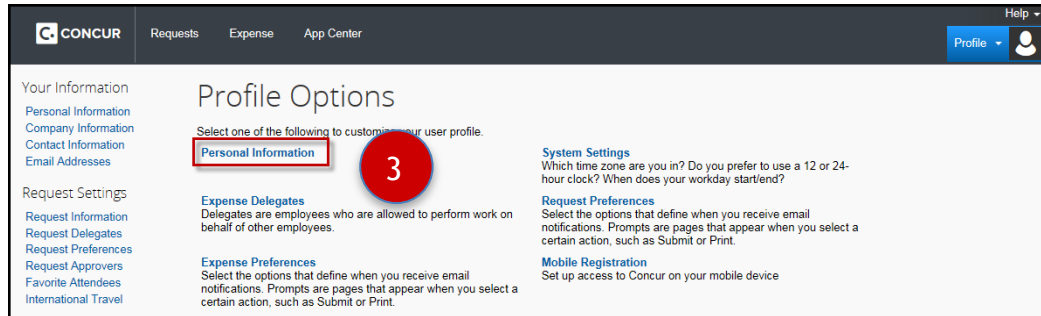 Help
C. CONCUR
Requests
Expense
App Center
Profile
Your Information
Personal Information
Company Information
Contact Information
Email Addresses
Request Settings
Request Information
Request Delegates
Request Preferences
Request Approvers
Favorite Attendees
International Travel
Profile Options
Select one of the following to customize your user profile.
Personal Information
3
Expense Delegates
Delegates are employees who are allowed to perform work on
behalf of other employees.
Expense Preferences
Select the options that define when you receive email
notifications. Prompts are pages that appear when you select a
certain action, such as Submit or Print.
System Settings
Which time zone are you in? Do you prefer to use a 12 or 24-
hour clock? When does your workday start/end?
Request Preferences
Select the options that define when you receive email
notifications. Prompts are pages that appear when you select a
certain action, such as Submit or Print.
Mobile Registration
Set up access to Concur on your mobile device